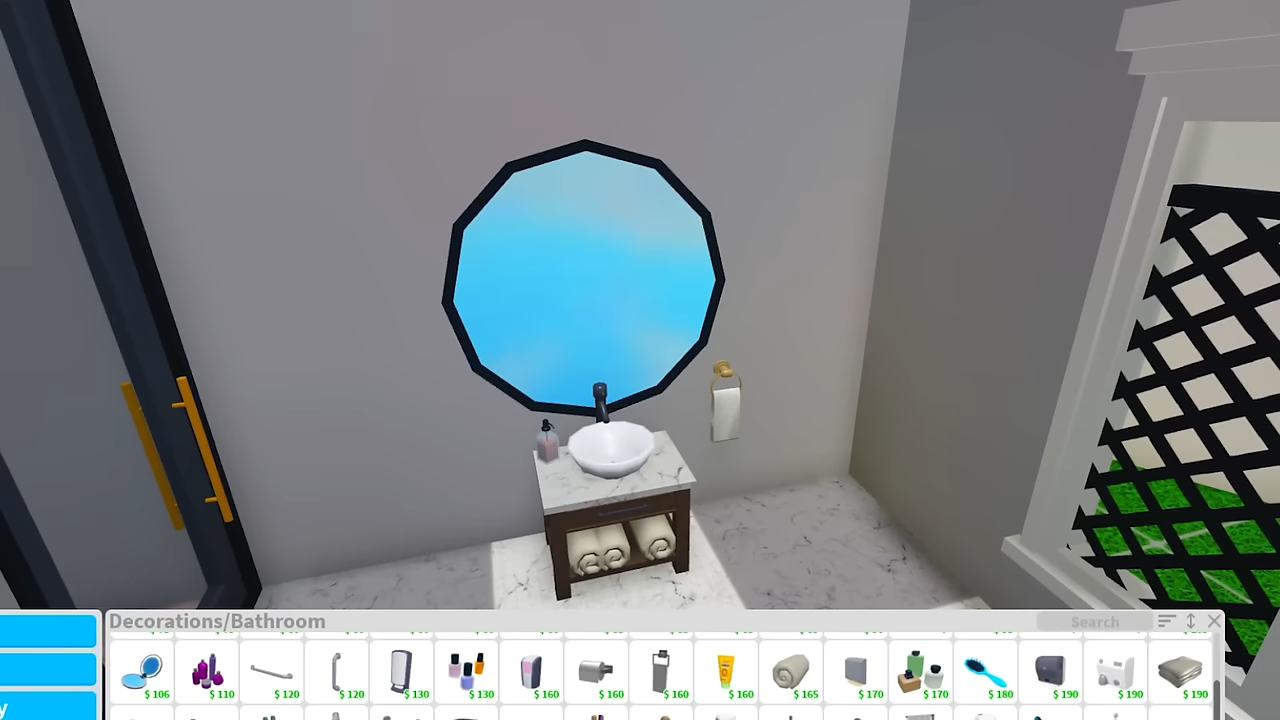 Decorations/Bathroom
Search
$ 106 $ 110 $ 120 $ 120 $ 130 $ 130 $ 160 $ 160 $ 160 $ 160 $ 165 $ 170 $ 170 $ 180 $ 190 $ 190 $ 190
y